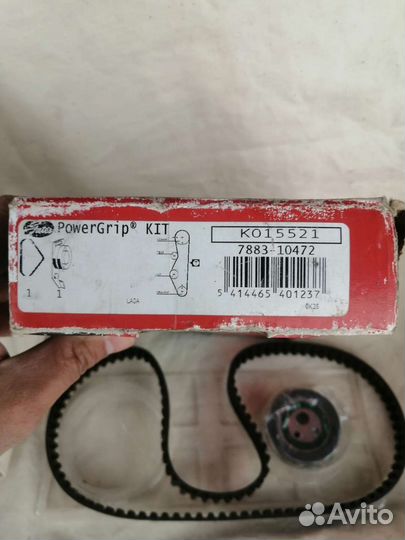 Gates
PowerGrip® KIT
K015521
7883-10472
1 1
LADA
5 414465 401237
Avito